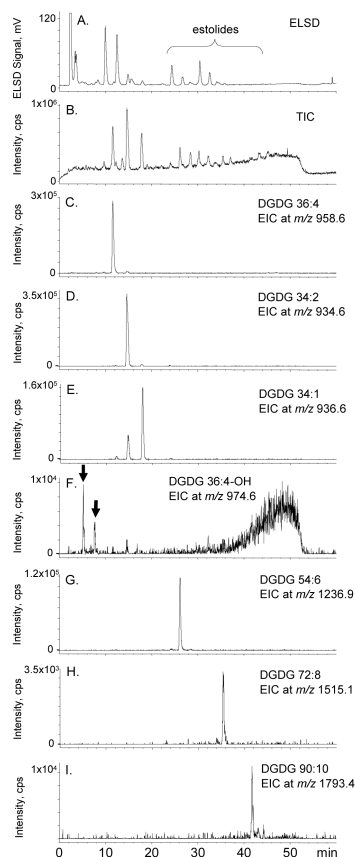 120
A.
ELSD
estolides
ELSD Signal, mV
0
1x10⁶
B.
TIC
Intensity, cps
0
3x10⁵
C.
DGDG 36:4
EIC at m/z 958.6
Intensity, cps
0
3.5x10⁵
D.
DGDG 34:2
EIC at m/z 934.6
Intensity, cps
0
1.6x10⁵
E.
DGDG 34:1
EIC at m/z 936.6
Intensity, cps
0
1x10⁴
F.
DGDG 36:4-OH
EIC at m/z 974.6
Intensity, cps
0
1.2x10⁵
G.
DGDG 54:6
EIC at m/z 1236.9
Intensity, cps
0
3.5x10³
H.
DGDG 72:8
EIC at m/z 1515.1
Intensity, cps
0
1x10⁴
I.
DGDG 90:10
EIC at m/z 1793.4
Intensity, cps
0 10 20 30 40 50 min